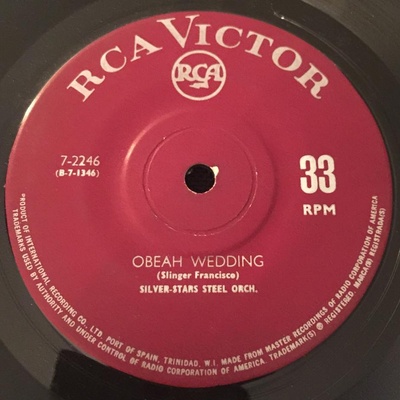 RCA VICTOR
RCA
7-2246
(B-7-1346)
33
RPM
OBEAH WEDDING
(Slinger Francisco)
SILVER-STARS STEEL ORCH.
PRODUCT OF INTERNATIONAL RECORDING CO., LTD. PORT OF SPAIN, TRINIDAD, W.I. MADE FROM MASTER RECORDINGS OF RADIO CORPORATION OF AMERICA
TRADEMARKS USED BY AUTHORITY AND UNDER CONTROL OF RADIO CORPORATION OF AMERICA. TRADEMARK(S) ® REGISTERED. MARCA(S) REGISTRADA(S)